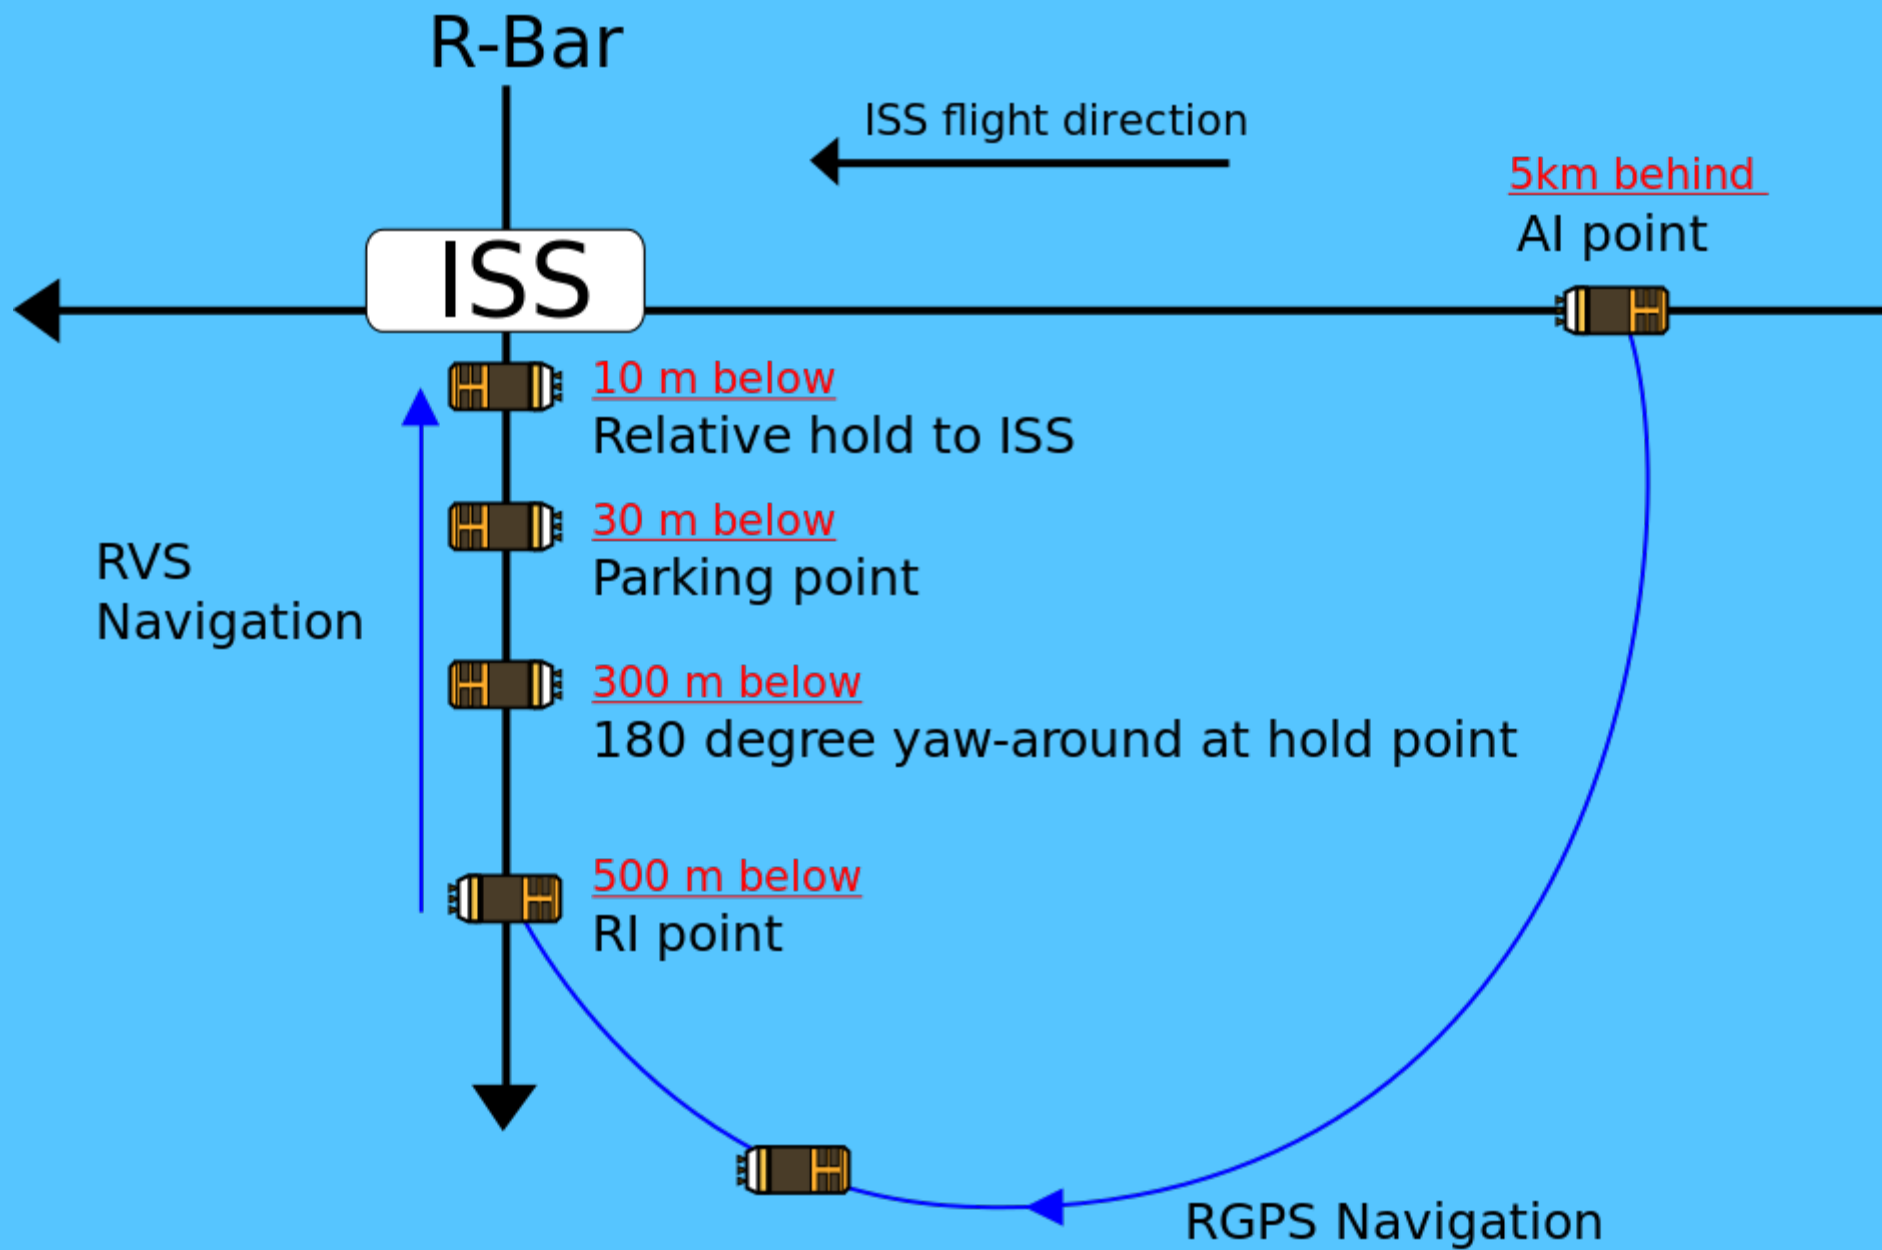 R-Bar
ISS flight direction
5km behind
AI point
ISS
10 m below
Relative hold to ISS
30 m below
Parking point
RVS
Navigation
300 m below
180 degree yaw-around at hold point
500 m below
RI point
RGPS Navigation